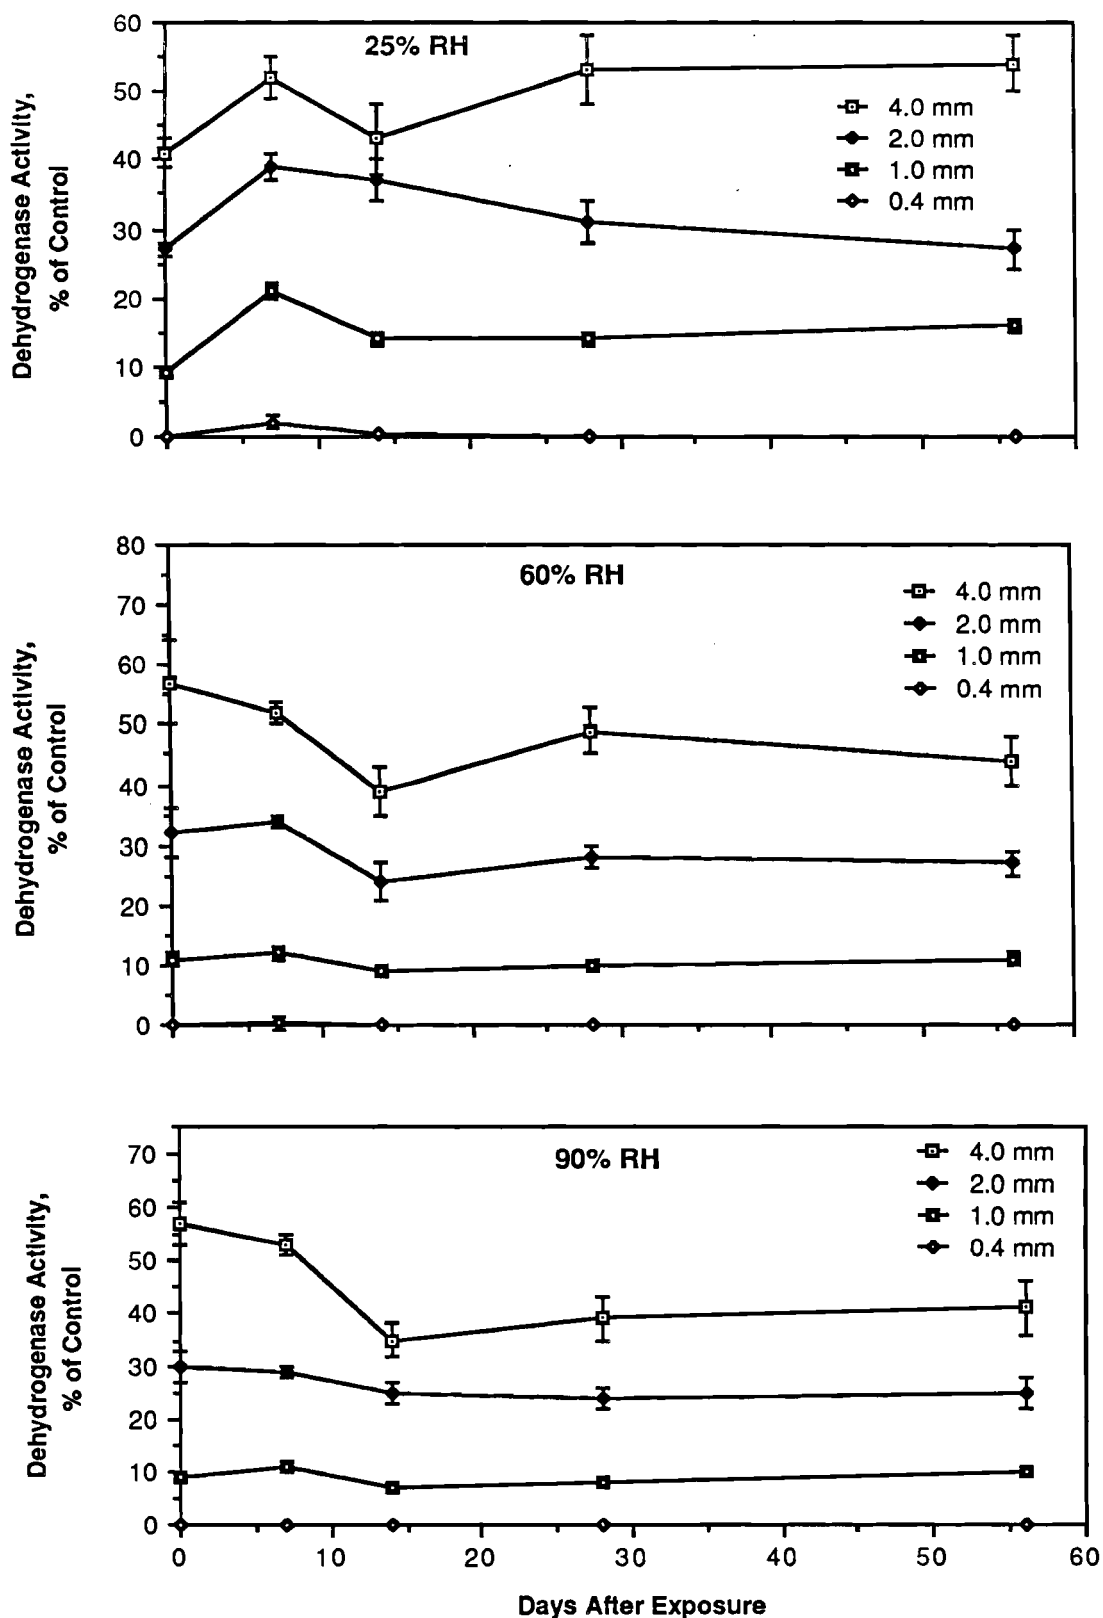 60
50
40
30
20
10
0
Dehydrogenase Activity,
% of Control
25% RH
4.0 mm
2.0 mm
1.0 mm
0.4 mm
80
70
60
50
40
30
20
10
0
Dehydrogenase Activity,
% of Control
60% RH
4.0 mm
2.0 mm
1.0 mm
0.4 mm
70
60
50
40
30
20
10
0
Dehydrogenase Activity,
% of Control
90% RH
4.0 mm
2.0 mm
1.0 mm
0.4 mm
0 10 20 30 40 50 60
Days After Exposure